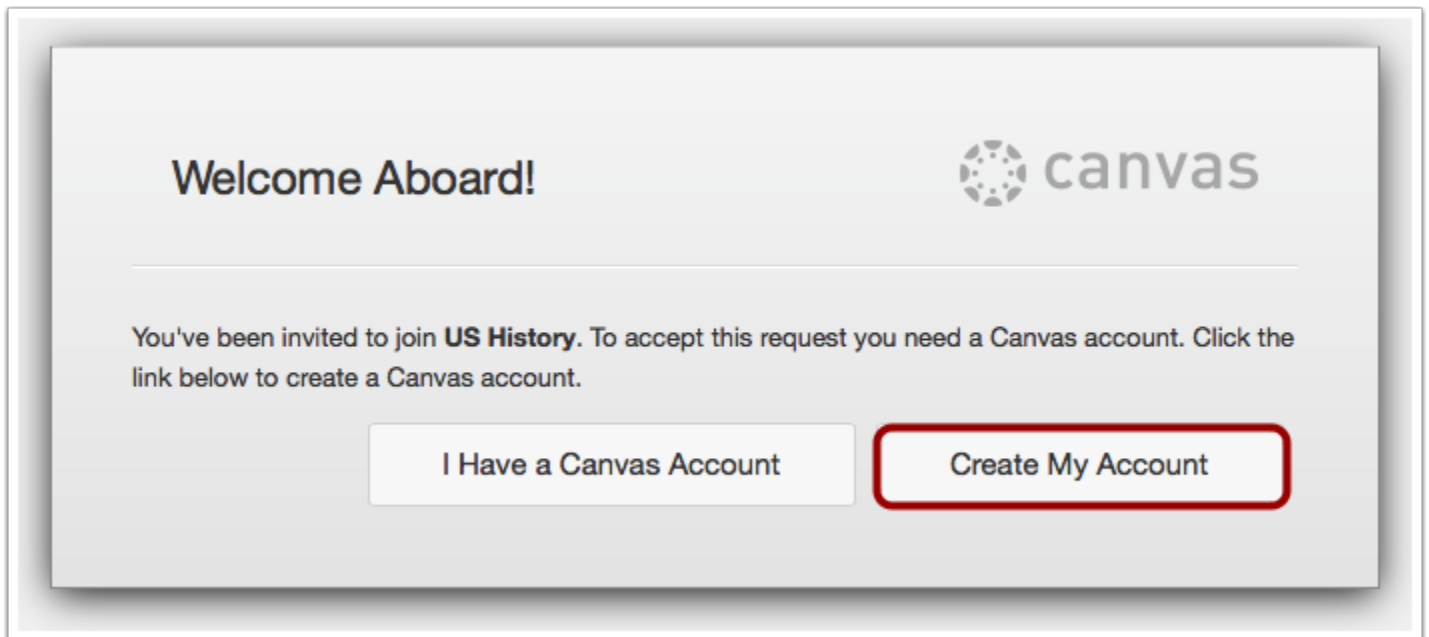 Welcome Aboard!
canvas
You've been invited to join US History. To accept this request you need a Canvas account. Click the
link below to create a Canvas account.
I Have a Canvas Account
Create My Account